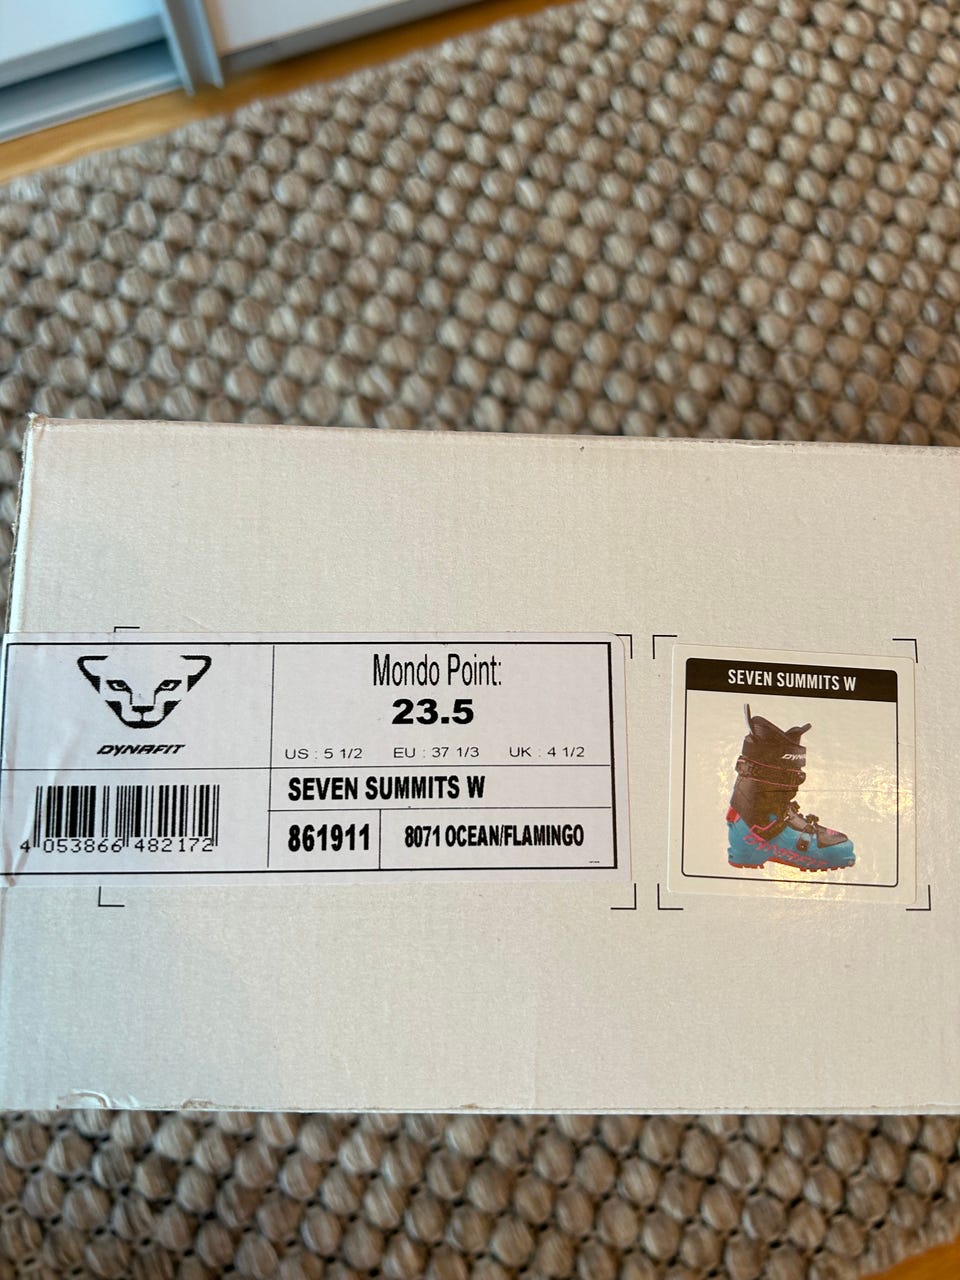 Mondo Point:
23.5
DYNAFIT
US : 5 1/2 EU : 37 1/3 UK : 4 1/2
SEVEN SUMMITS W
4 053866 482172
861911 8071 OCEAN/FLAMINGO
SEVEN SUMMITS W
DYNAFIT